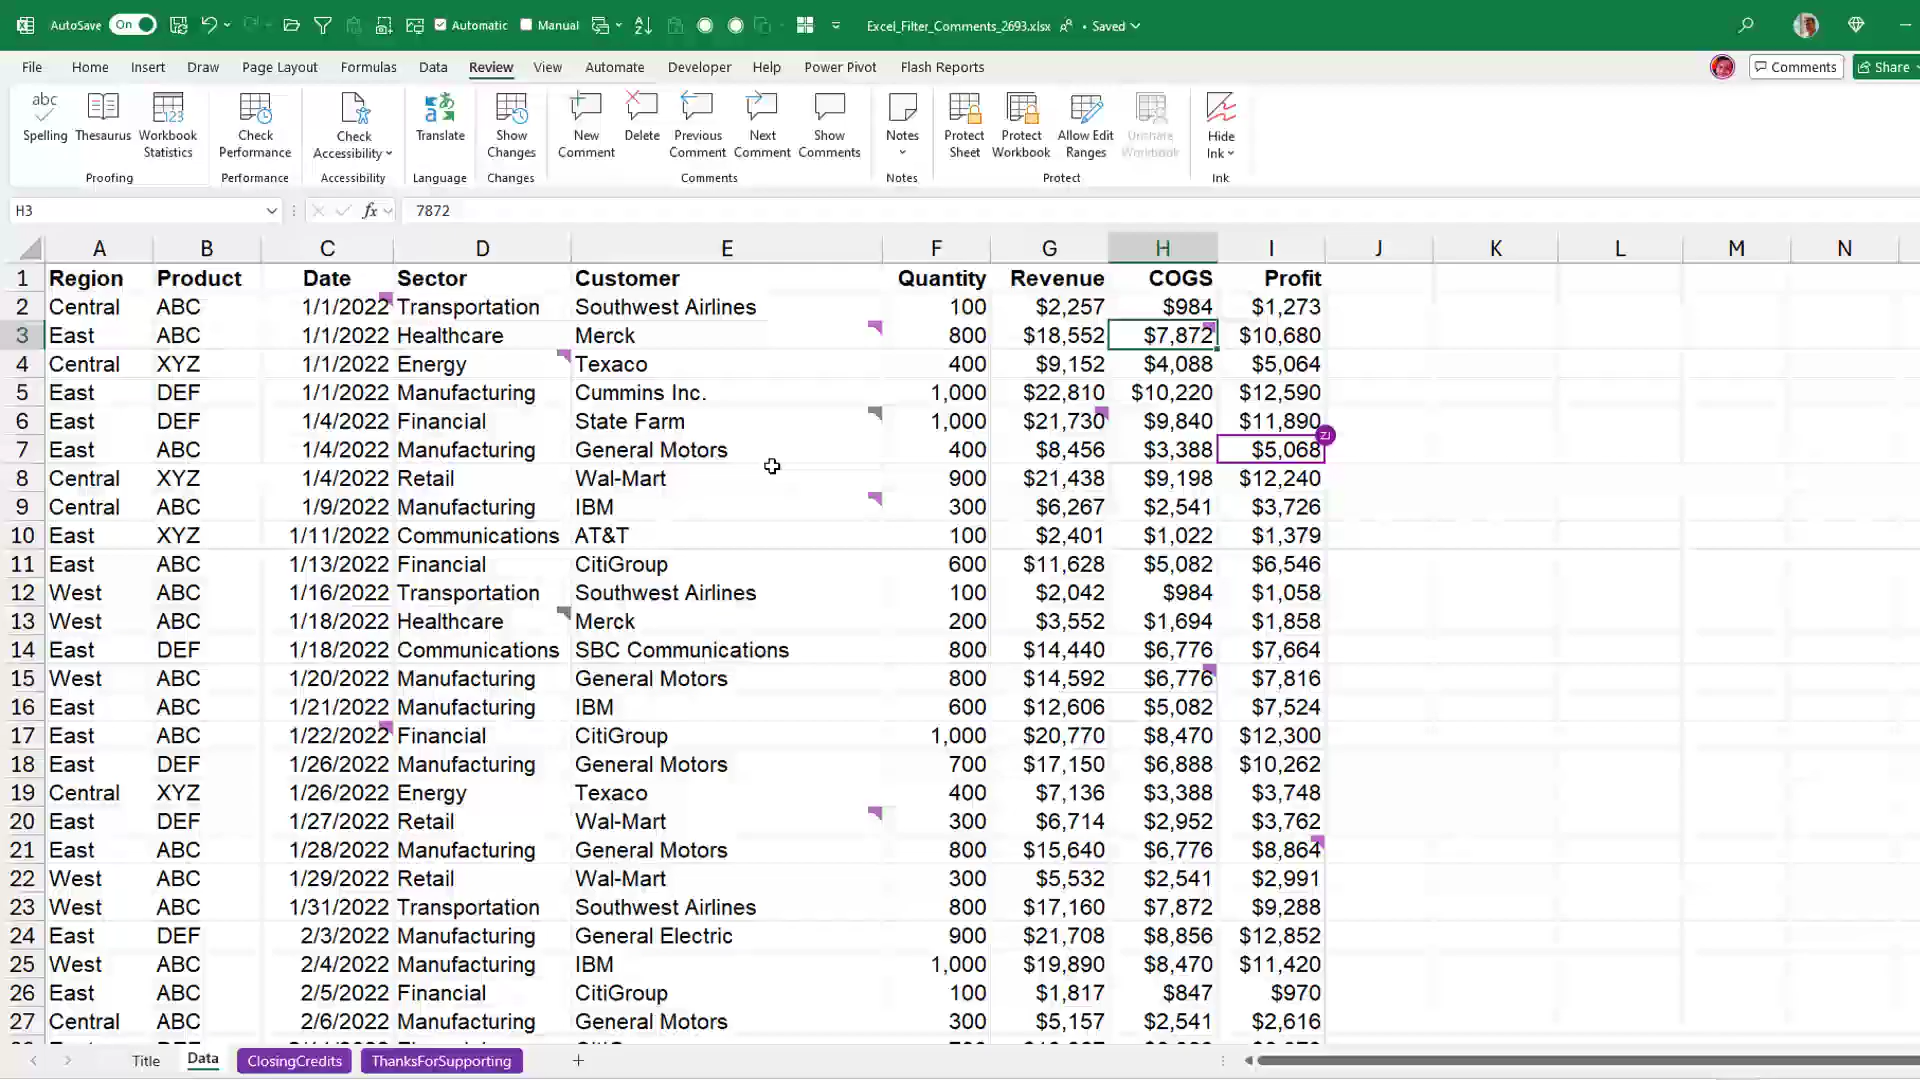 AutoSave On Automatic Manual Excel_Filter_Comments_2693.xlsx • Saved
File Home Insert Draw Page Layout Formulas Data Review View Automate Developer Help Power Pivot Flash Reports Comments Share
Spelling Thesaurus Workbook Statistics Check Performance Check Accessibility Translate Show Changes New Comment Delete Previous Comment Next Comment Show Comments Notes Protect Sheet Protect Workbook Allow Edit Ranges Unshare Workbook Hide Ink
Proofing Performance Accessibility Language Changes Comments Notes Protect Ink
H3 fx 7872
A B C D E F G H I J K L M N
1 Region Product Date Sector Customer Quantity Revenue COGS Profit
2 Central ABC 1/1/2022 Transportation Southwest Airlines 100 $2,257 $984 $1,273
3 East ABC 1/1/2022 Healthcare Merck 800 $18,552 $7,872 $10,680
4 Central XYZ 1/1/2022 Energy Texaco 400 $9,152 $4,088 $5,064
5 East DEF 1/1/2022 Manufacturing Cummins Inc. 1,000 $22,810 $10,220 $12,590
6 East DEF 1/4/2022 Financial State Farm 1,000 $21,730 $9,840 $11,890
7 East ABC 1/4/2022 Manufacturing General Motors 400 $8,456 $3,388 $5,068 ZJ
8 Central XYZ 1/4/2022 Retail Wal-Mart 900 $21,438 $9,198 $12,240
9 Central ABC 1/9/2022 Manufacturing IBM 300 $6,267 $2,541 $3,726
10 East XYZ 1/11/2022 Communications AT&T 100 $2,401 $1,022 $1,379
11 East ABC 1/13/2022 Financial CitiGroup 600 $11,628 $5,082 $6,546
12 West ABC 1/16/2022 Transportation Southwest Airlines 100 $2,042 $984 $1,058
13 West ABC 1/18/2022 Healthcare Merck 200 $3,552 $1,694 $1,858
14 East DEF 1/18/2022 Communications SBC Communications 800 $14,440 $6,776 $7,664
15 West ABC 1/20/2022 Manufacturing General Motors 800 $14,592 $6,776 $7,816
16 East ABC 1/21/2022 Manufacturing IBM 600 $12,606 $5,082 $7,524
17 East ABC 1/22/2022 Financial CitiGroup 1,000 $20,770 $8,470 $12,300
18 East DEF 1/26/2022 Manufacturing General Motors 700 $17,150 $6,888 $10,262
19 Central XYZ 1/26/2022 Energy Texaco 400 $7,136 $3,388 $3,748
20 East DEF 1/27/2022 Retail Wal-Mart 300 $6,714 $2,952 $3,762
21 East ABC 1/28/2022 Manufacturing General Motors 800 $15,640 $6,776 $8,864
22 West ABC 1/29/2022 Retail Wal-Mart 300 $5,532 $2,541 $2,991
23 West ABC 1/31/2022 Transportation Southwest Airlines 800 $17,160 $7,872 $9,288
24 East DEF 2/3/2022 Manufacturing General Electric 900 $21,708 $8,856 $12,852
25 West ABC 2/4/2022 Manufacturing IBM 1,000 $19,890 $8,470 $11,420
26 East ABC 2/5/2022 Financial CitiGroup 100 $1,817 $847 $970
27 Central ABC 2/6/2022 Manufacturing General Motors 300 $5,157 $2,541 $2,616
Title Data ClosingCredits ThanksForSupporting